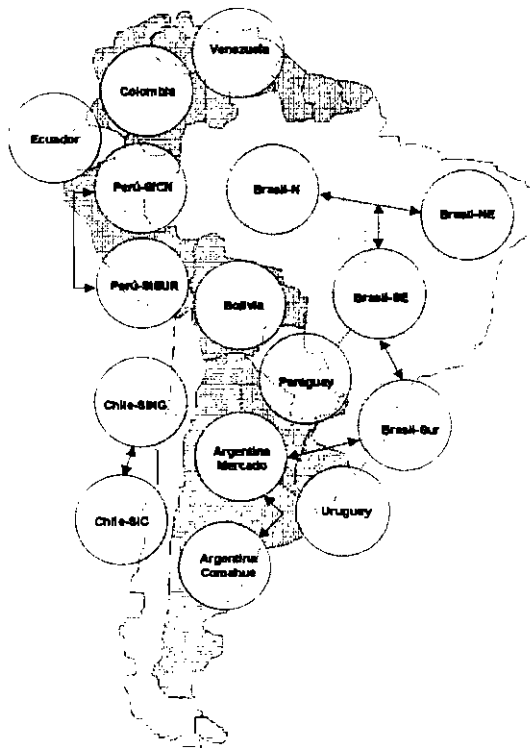 Venezuela
Colombia
Ecuador
Perú-SICN
Brasil-N
Brasil-NE
Perú-SISUR
Bolivia
Brasil-SE
Paraguay
Chile-SING
Brasil-Sur
Argentina
Mercado
Chile-SIC
Uruguay
Argentina
Comahue